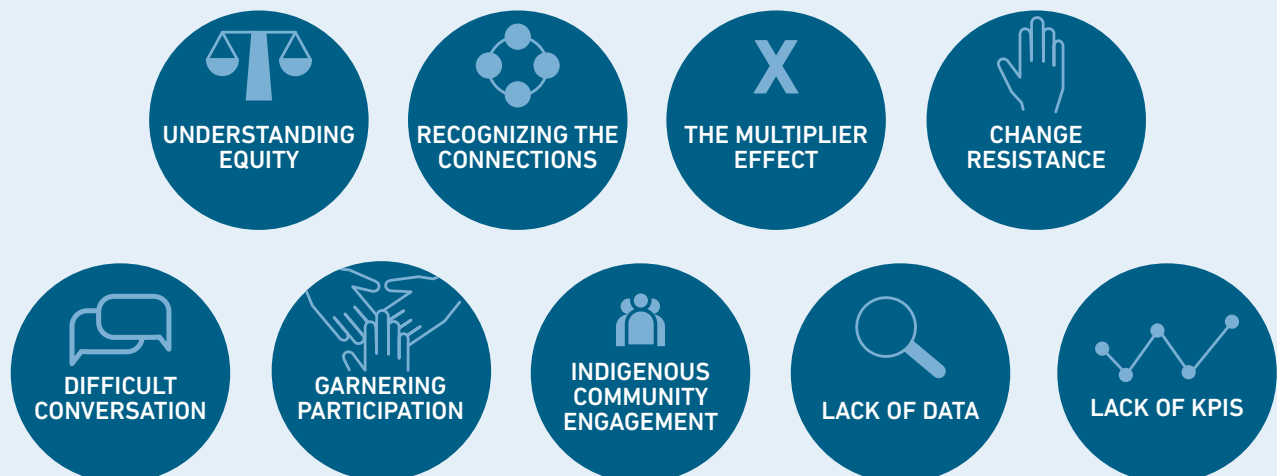 UNDERSTANDING
EQUITY
RECOGNIZING THE
CONNECTIONS
X
THE MULTIPLIER
EFFECT
CHANGE
RESISTANCE
DIFFICULT
CONVERSATION
GARNERING
PARTICIPATION
INDIGENOUS
COMMUNITY
ENGAGEMENT
LACK OF DATA
LACK OF KPIS